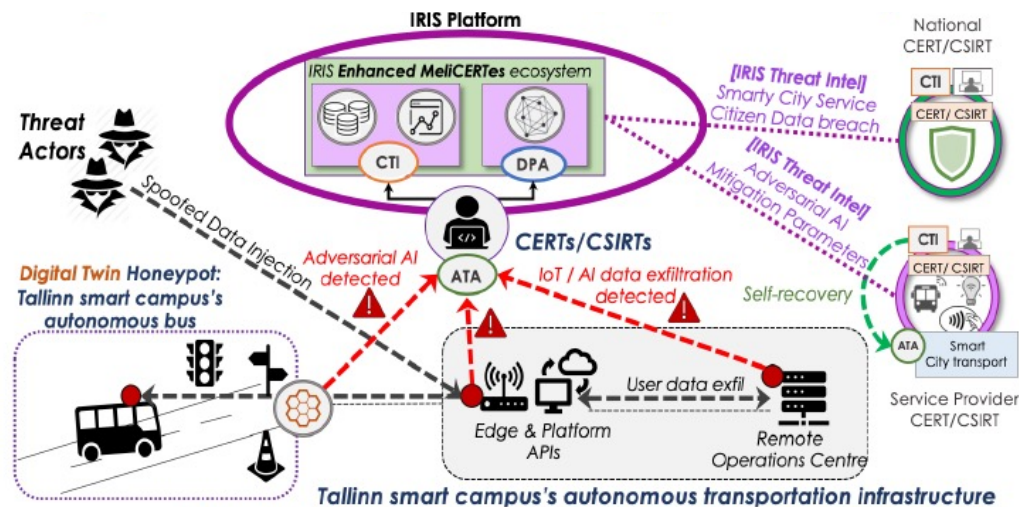 IRIS Platform
IRIS Enhanced MeliCERTes ecosystem
CTI
DPA
Threat
Actors
Spoofed Data Injection
Adversarial AI
detected
CERTs/CSIRTs
ATA
IoT / AI data exfiltration
detected
[IRIS Threat Intel]
Smarty City Service
Citizen Data breach
[IRIS Threat Intel]
Adversarial AI
Mitigation Parameters
National
CERT/CSIRT
CTI
CERT/ CSIRT
CTI
CERT/ CSIRT
Self-recovery
ATA
Smart
City transport
Service Provider
CERT/CSIRT
Digital Twin Honeypot:
Tallinn smart campus's
autonomous bus
User data exfil
Edge & Platform
APIs
Remote
Operations Centre
Tallinn smart campus's autonomous transportation infrastructure